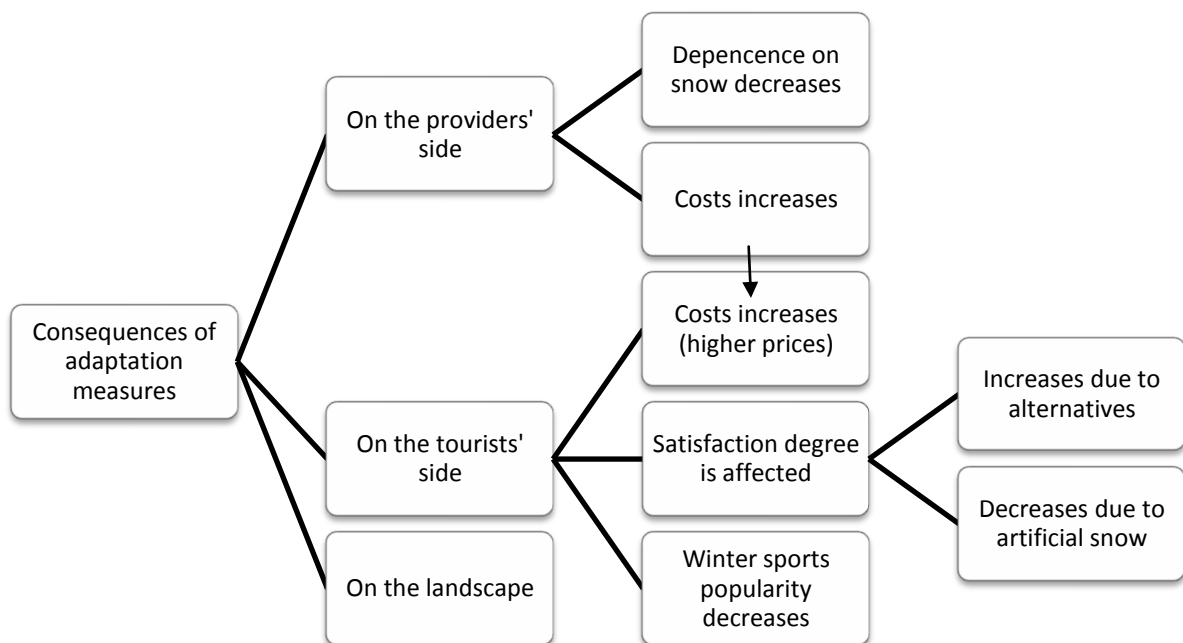 Depencence on
snow decreases
On the providers'
side
Costs increases
Consequences of
adaptation
measures
Costs increases
(higher prices)
On the tourists'
side
Satisfaction degree
is affected
Increases due to
alternatives
Decreases due to
artificial snow
On the landscape
Winter sports
popularity
decreases